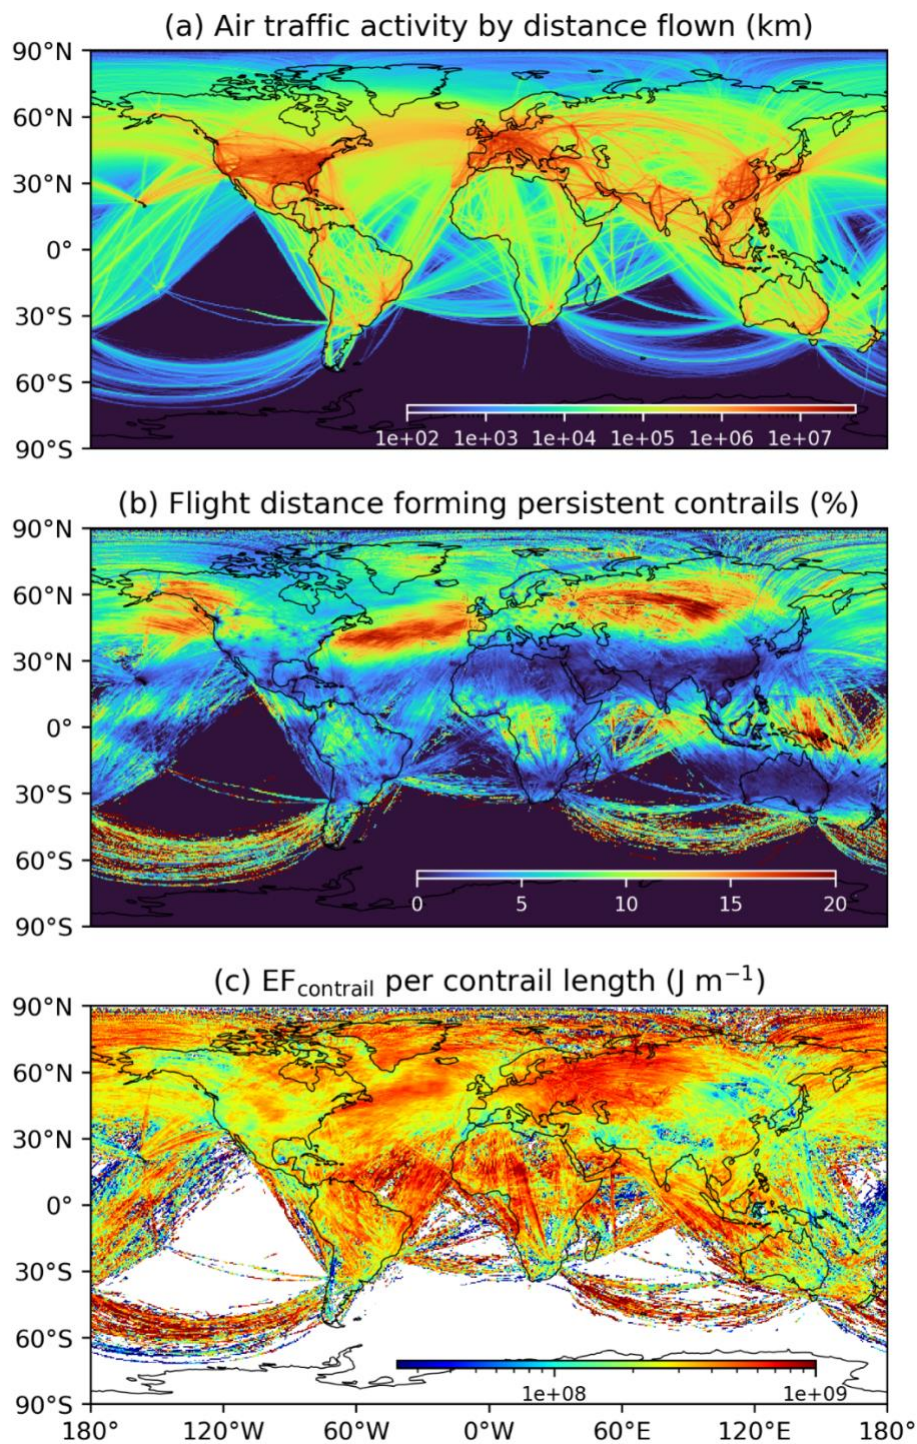 (a) Air traffic activity by distance flown (km)
90°N
60°N
30°N
0°
30°S
60°S
90°S
1e+02 1e+03 1e+04 1e+05 1e+06 1e+07
(b) Flight distance forming persistent contrails (%)
90°N
60°N
30°N
0°
30°S
60°S
90°S
0 5 10 15 20
(c) EFcontrail per contrail length (J m⁻¹)
90°N
60°N
30°N
0°
30°S
60°S
90°S
1e+08 1e+09
180° 120°W 60°W 0°W 60°E 120°E 180°